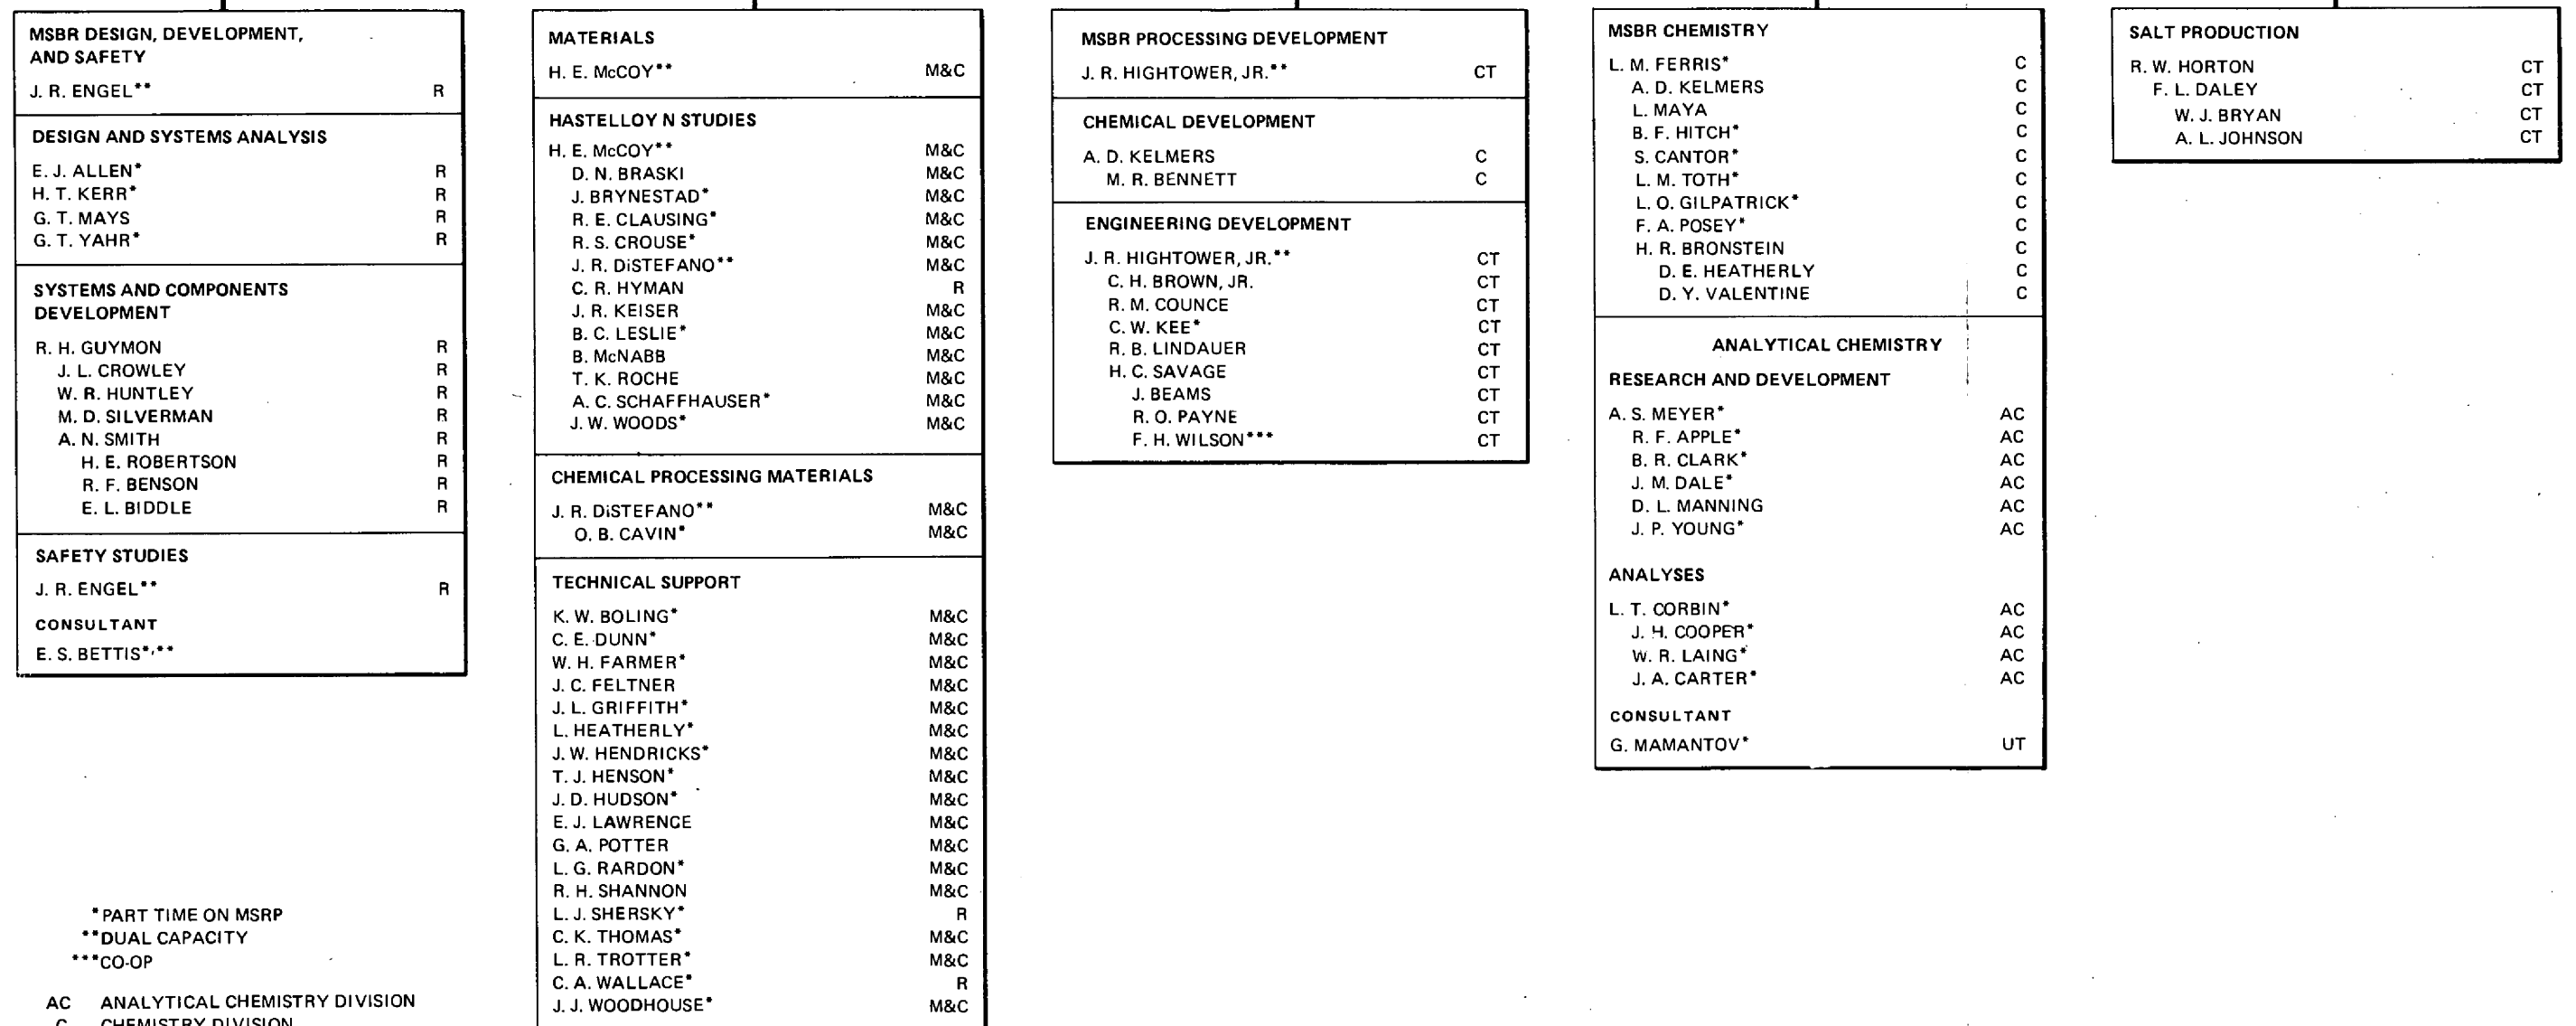 MSBR DESIGN, DEVELOPMENT,
AND SAFETY
J. R. ENGEL** R
DESIGN AND SYSTEMS ANALYSIS
E. J. ALLEN* R
H. T. KERR* R
G. T. MAYS R
G. T. YAHR* R
SYSTEMS AND COMPONENTS
DEVELOPMENT
R. H. GUYMON R
J. L. CROWLEY R
W. R. HUNTLEY R
M. D. SILVERMAN R
A. N. SMITH R
H. E. ROBERTSON R
R. F. BENSON R
E. L. BIDDLE R
SAFETY STUDIES
J. R. ENGEL** R
CONSULTANT
E. S. BETTIS*,**
*PART TIME ON MSRP
**DUAL CAPACITY
***CO-OP
AC ANALYTICAL CHEMISTRY DIVISION
C CHEMISTRY DIVISION
MATERIALS
H. E. McCOY** M&C
HASTELLOY N STUDIES
H. E. McCOY** M&C
D. N. BRASKI M&C
J. BRYNESTAD* M&C
R. E. CLAUSING* M&C
R. S. CROUSE* M&C
J. R. DiSTEFANO** M&C
C. R. HYMAN R
J. R. KEISER M&C
B. C. LESLIE* M&C
B. McNABB M&C
T. K. ROCHE M&C
A. C. SCHAFFHAUSER* M&C
J. W. WOODS* M&C
CHEMICAL PROCESSING MATERIALS
J. R. DiSTEFANO** M&C
O. B. CAVIN* M&C
TECHNICAL SUPPORT
K. W. BOLING* M&C
C. E. DUNN* M&C
W. H. FARMER* M&C
J. C. FELTNER M&C
J. L. GRIFFITH* M&C
L. HEATHERLY* M&C
J. W. HENDRICKS* M&C
T. J. HENSON* M&C
J. D. HUDSON* M&C
E. J. LAWRENCE M&C
G. A. POTTER M&C
L. G. RARDON* M&C
R. H. SHANNON M&C
L. J. SHERSKY* R
C. K. THOMAS* M&C
L. R. TROTTER* M&C
C. A. WALLACE* R
J. J. WOODHOUSE* M&C
MSBR PROCESSING DEVELOPMENT
J. R. HIGHTOWER, JR.** CT
CHEMICAL DEVELOPMENT
A. D. KELMERS C
M. R. BENNETT C
ENGINEERING DEVELOPMENT
J. R. HIGHTOWER, JR.** CT
C. H. BROWN, JR. CT
R. M. COUNCE CT
C. W. KEE* CT
R. B. LINDAUER CT
H. C. SAVAGE CT
J. BEAMS CT
R. O. PAYNE CT
F. H. WILSON*** CT
MSBR CHEMISTRY
L. M. FERRIS* C
A. D. KELMERS C
L. MAYA C
B. F. HITCH* C
S. CANTOR* C
L. M. TOTH* C
L. O. GILPATRICK* C
F. A. POSEY* C
H. R. BRONSTEIN C
D. E. HEATHERLY C
D. Y. VALENTINE C
ANALYTICAL CHEMISTRY
RESEARCH AND DEVELOPMENT
A. S. MEYER* AC
R. F. APPLE* AC
B. R. CLARK* AC
J. M. DALE* AC
D. L. MANNING AC
J. P. YOUNG* AC
ANALYSES
L. T. CORBIN* AC
J. H. COOPER* AC
W. R. LAING* AC
J. A. CARTER* AC
CONSULTANT
G. MAMANTOV* UT
SALT PRODUCTION
R. W. HORTON CT
F. L. DALEY CT
W. J. BRYAN CT
A. L. JOHNSON CT